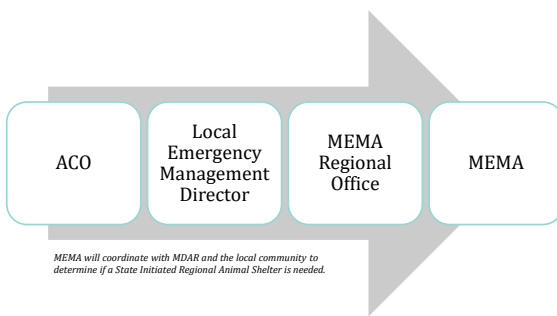 ACO
Local
Emergency
Management
Director
MEMA
Regional
Office
MEMA
MEMA will coordinate with MDAR and the local community to
determine if a State Initiated Regional Animal Shelter is needed.